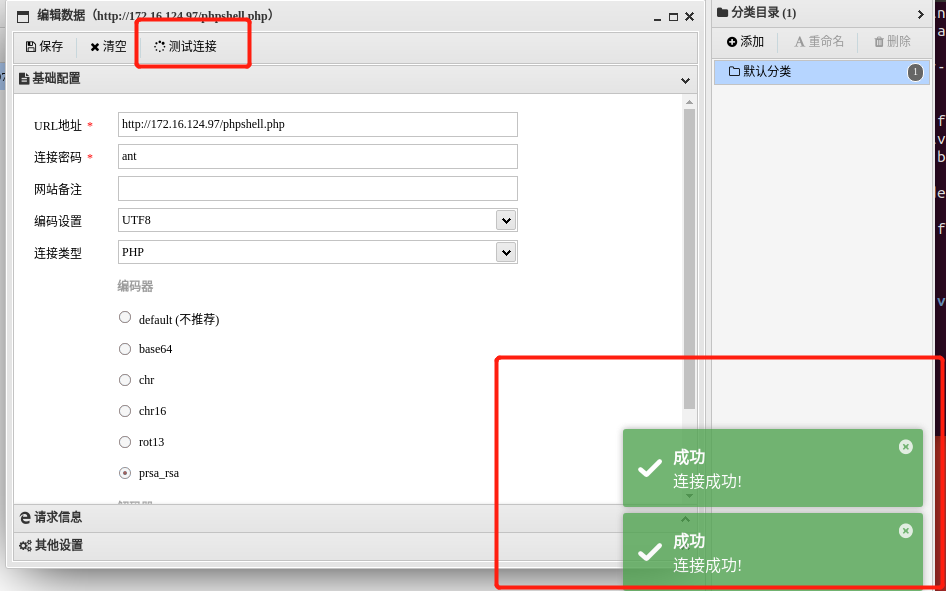 编辑数据（http://172.16.124.97/phpshell.php）
保存
清空
测试连接
基础配置
URL地址 *
http://172.16.124.97/phpshell.php
连接密码 *
ant
网站备注
编码设置
UTF8
连接类型
PHP
编码器
default (不推荐)
base64
chr
chr16
rot13
prsa_rsa
请求信息
其他设置
分类目录 (1)
添加
重命名
删除
默认分类
1
成功
连接成功!
成功
连接成功!